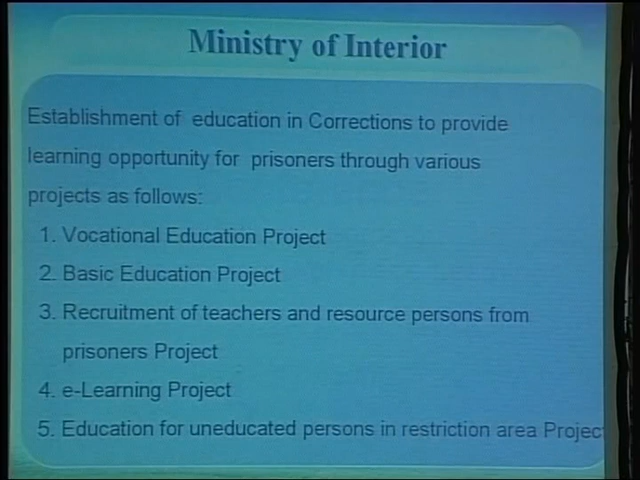 Ministry of Interior
Establishment of education in Corrections to provide
learning opportunity for prisoners through various
projects as follows:
1. Vocational Education Project
2. Basic Education Project
3. Recruitment of teachers and resource persons from
prisoners Project
4. e-Learning Project
5. Education for uneducated persons in restriction area Projec